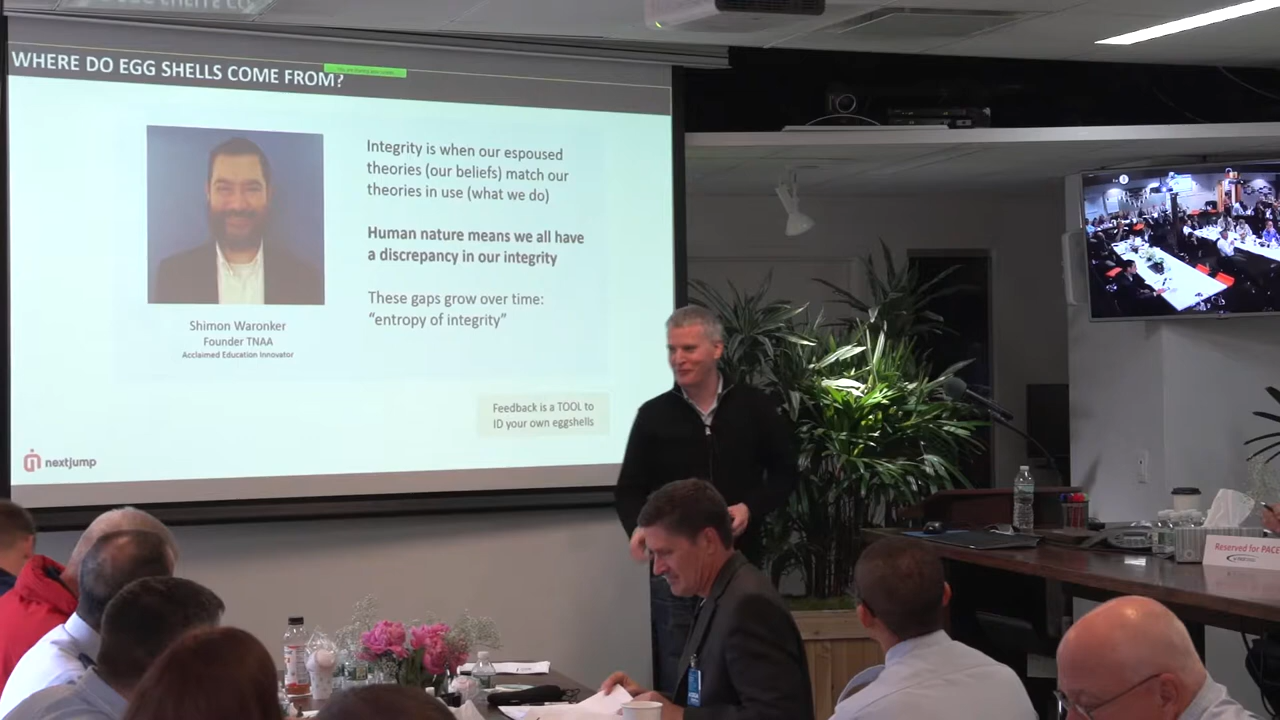 WHERE DO EGG SHELLS COME FROM?
Integrity is when our espoused
theories (our beliefs) match our
theories in use (what we do)
Human nature means we all have
a discrepancy in our integrity
These gaps grow over time:
"entropy of integrity"
Shimon Waronker
Founder TNAA
Acclaimed Education Innovator
Feedback is a TOOL to
ID your own eggshells
nextjump
Reserved for PACE